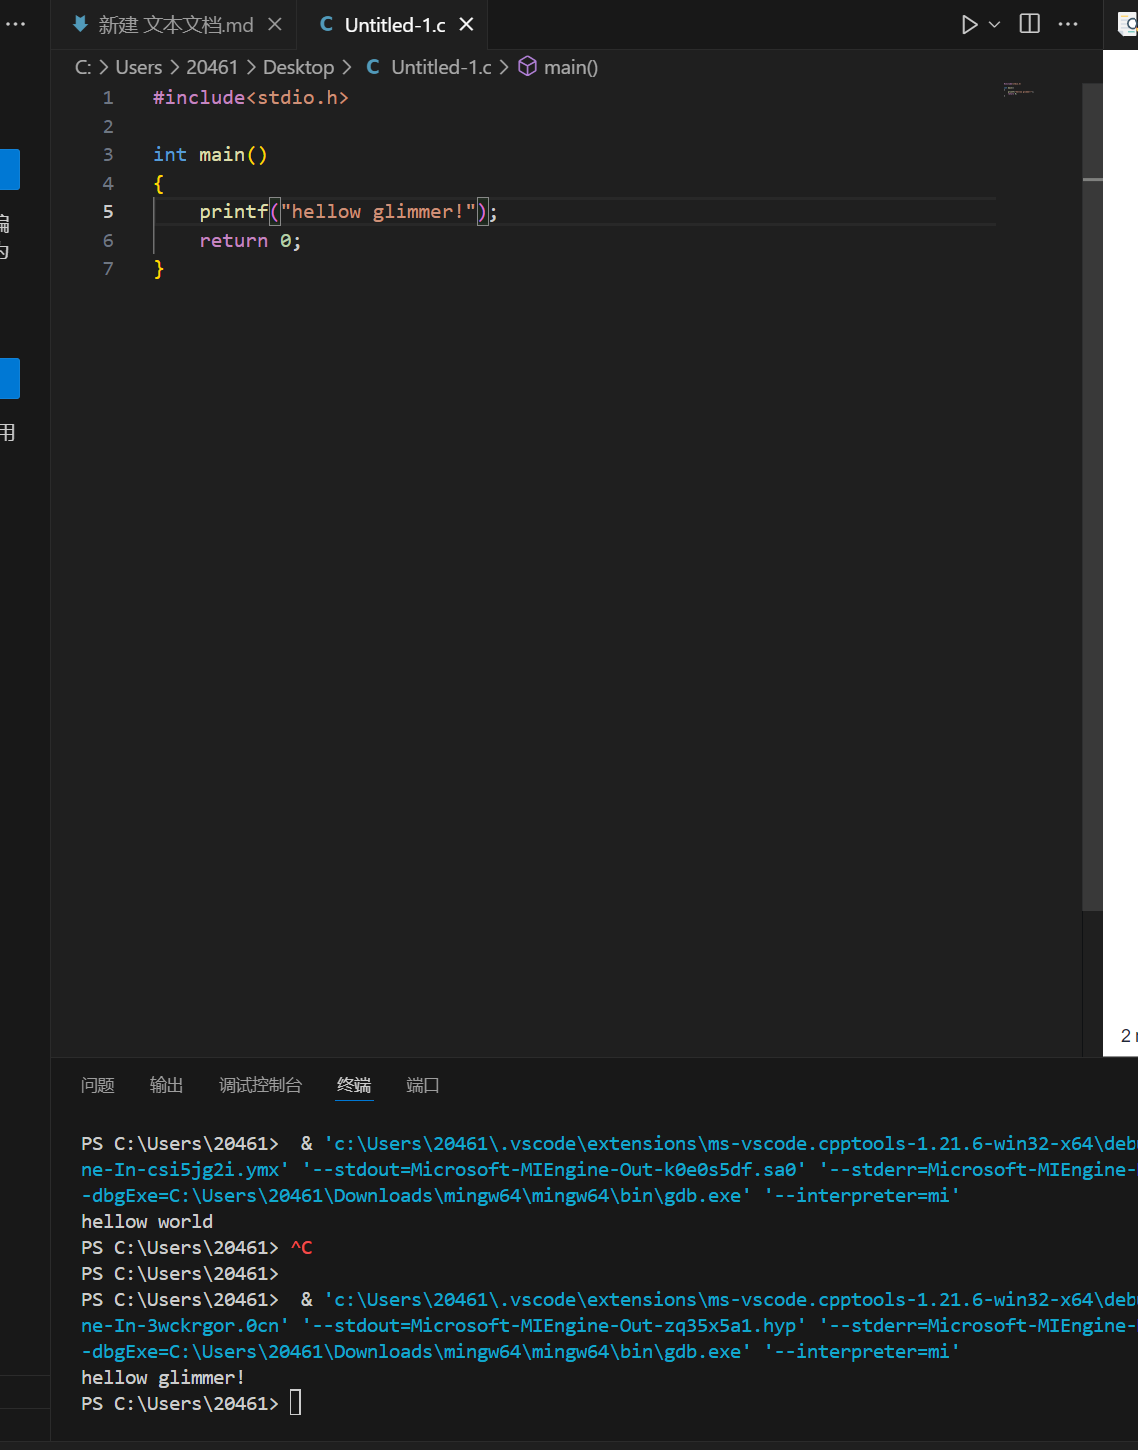 新建 文本文档.md
C Untitled-1.c
C: > Users > 20461 > Desktop > C Untitled-1.c > main()
1 #include<stdio.h>
2
3 int main()
4 {
5 printf("hellow glimmer!");
6 return 0;
7 }
编
为
用
2
问题 输出 调试控制台 终端 端口
PS C:\Users\20461>  & 'c:\Users\20461\.vscode\extensions\ms-vscode.cpptools-1.21.6-win32-x64\deb
ne-In-csi5jg2i.ymx' '--stdout=Microsoft-MIEngine-Out-k0e0s5df.sa0' '--stderr=Microsoft-MIEngine-
-dbgExe=C:\Users\20461\Downloads\mingw64\mingw64\bin\gdb.exe' '--interpreter=mi'
hellow world
PS C:\Users\20461> ^C
PS C:\Users\20461>
PS C:\Users\20461>  & 'c:\Users\20461\.vscode\extensions\ms-vscode.cpptools-1.21.6-win32-x64\deb
ne-In-3wckrgor.0cn' '--stdout=Microsoft-MIEngine-Out-zq35x5a1.hyp' '--stderr=Microsoft-MIEngine-
-dbgExe=C:\Users\20461\Downloads\mingw64\mingw64\bin\gdb.exe' '--interpreter=mi'
hellow glimmer!
PS C:\Users\20461>